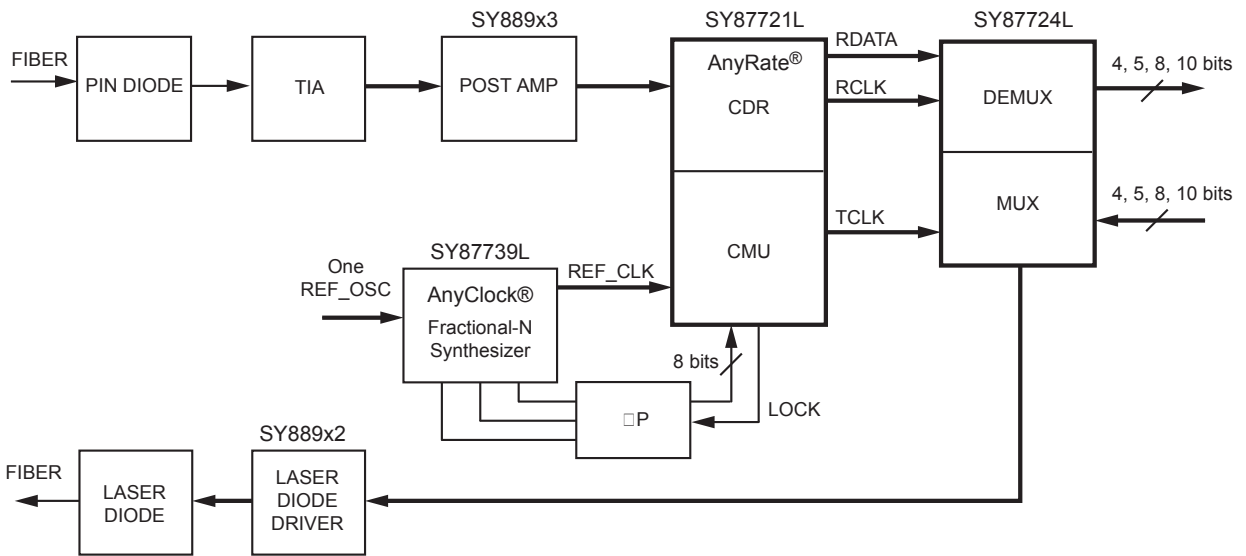 SY889x3
SY87721L
SY87724L
FIBER
PIN DIODE
TIA
POST AMP
AnyRate®
CDR
RDATA
RCLK
DEMUX
4, 5, 8, 10 bits
CMU
TCLK
MUX
4, 5, 8, 10 bits
SY87739L
One
REF_OSC
AnyClock®
Fractional-N
Synthesizer
REF_CLK
8 bits
□P
LOCK
SY889x2
FIBER
LASER
DIODE
LASER
DIODE
DRIVER